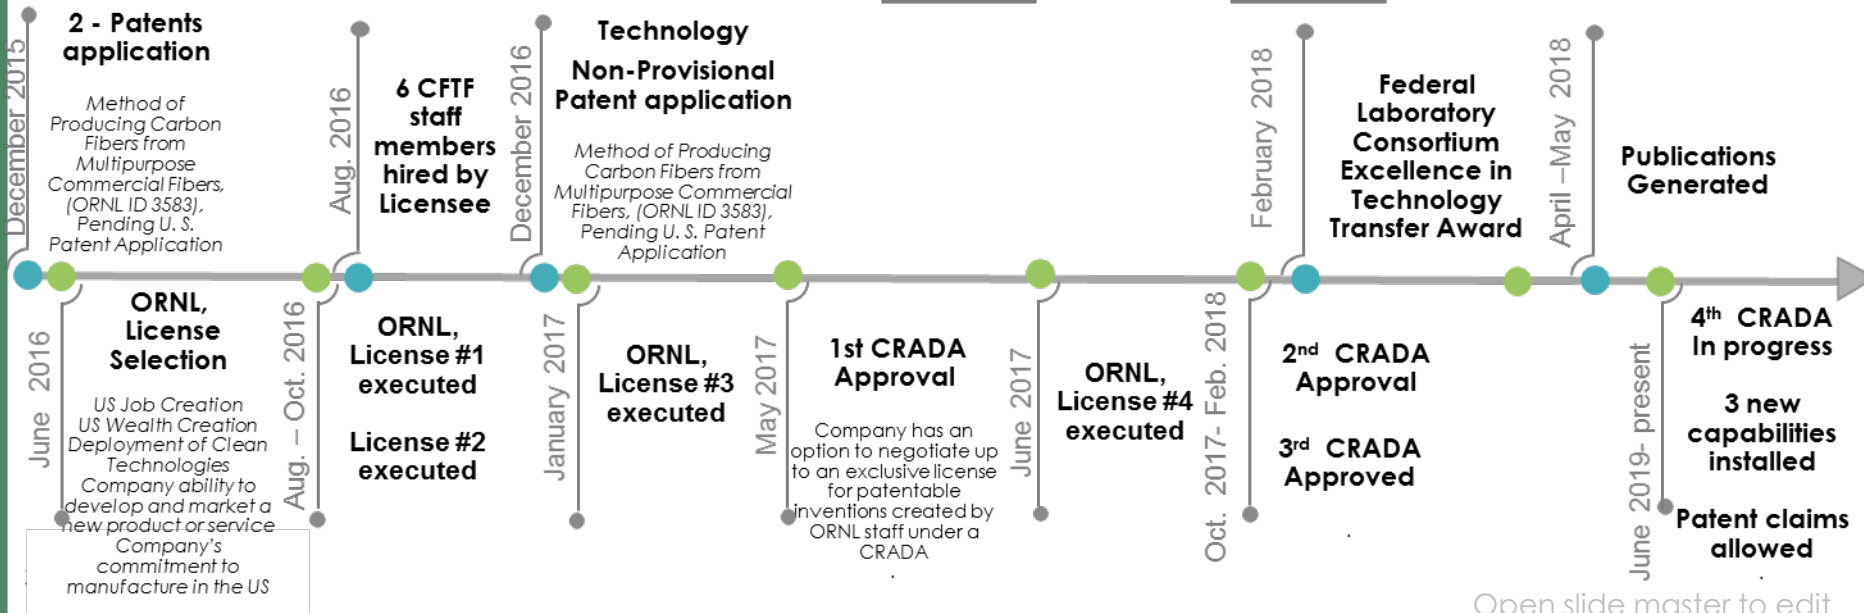 December 2015
2 - Patents
application
Method of
Producing Carbon
Fibers from
Multipurpose
Commercial Fibers,
(ORNL ID 3583),
Pending U. S.
Patent Application
Aug. 2016
6 CFTF
staff
members
hired by
Licensee
December 2016
Technology
Non-Provisional
Patent application
Method of Producing
Carbon Fibers from
Multipurpose Commercial
Fibers, (ORNL ID 3583),
Pending U. S. Patent
Application
February 2018
Federal
Laboratory
Consortium
Excellence in
Technology
Transfer Award
April –May 2018
Publications
Generated
June 2016
ORNL,
License
Selection
US Job Creation
US Wealth Creation
Deployment of Clean
Technologies
Company ability to
develop and market a
new product or service
Company's
commitment to
manufacture in the US
Aug. – Oct. 2016
ORNL,
License #1
executed
License #2
executed
January 2017
ORNL,
License #3
executed
May 2017
1st CRADA
Approval
Company has an
option to negotiate up
to an exclusive license
for patentable
inventions created by
ORNL staff under a
CRADA
June 2017
ORNL,
License #4
executed
Oct. 2017- Feb. 2018
2nd CRADA
Approval
3rd CRADA
Approved
June 2019- present
4th CRADA
In progress
3 new
capabilities
installed
Patent claims
allowed
Open slide master to edit